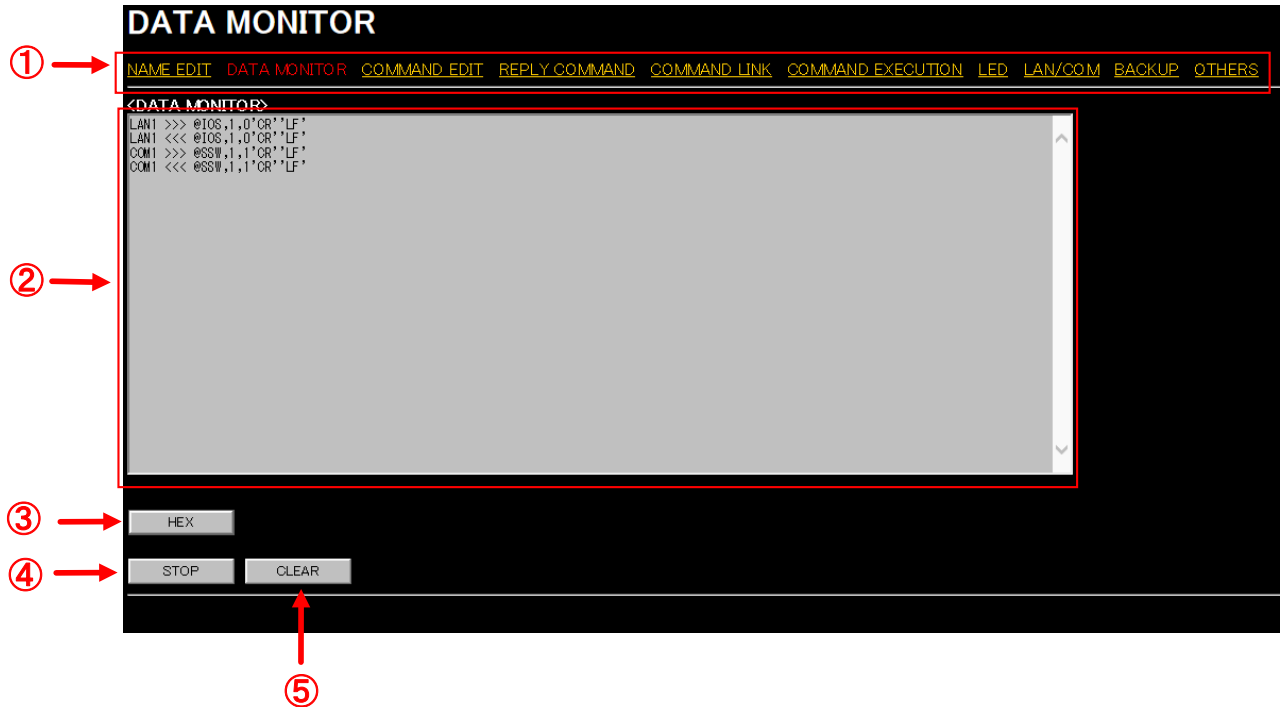 DATA MONITOR
① NAME EDIT DATA MONITOR COMMAND EDIT REPLY COMMAND COMMAND LINK COMMAND EXECUTION LED LAN/COM BACKUP OTHERS
<DATA MONITOR>
LAN1 >>> @IOS,1,0'CR''LF'
LAN1 <<< @IOS,1,0'CR''LF'
COM1 >>> @SSW,1,1'CR''LF'
COM1 <<< @SSW,1,1'CR''LF'
②
③ HEX
④ STOP CLEAR
⑤